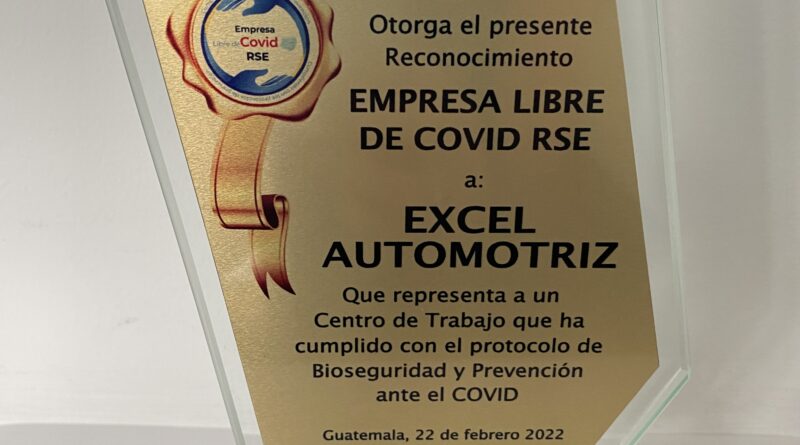 Empresa
Libre de Covid
RSE
Otorga el presente
Reconocimiento
EMPRESA LIBRE
DE COVID RSE
a:
EXCEL
AUTOMOTRIZ
Que representa a un
Centro de Trabajo que ha
cumplido con el protocolo de
Bioseguridad y Prevención
ante el COVID
Guatemala, 22 de febrero 2022